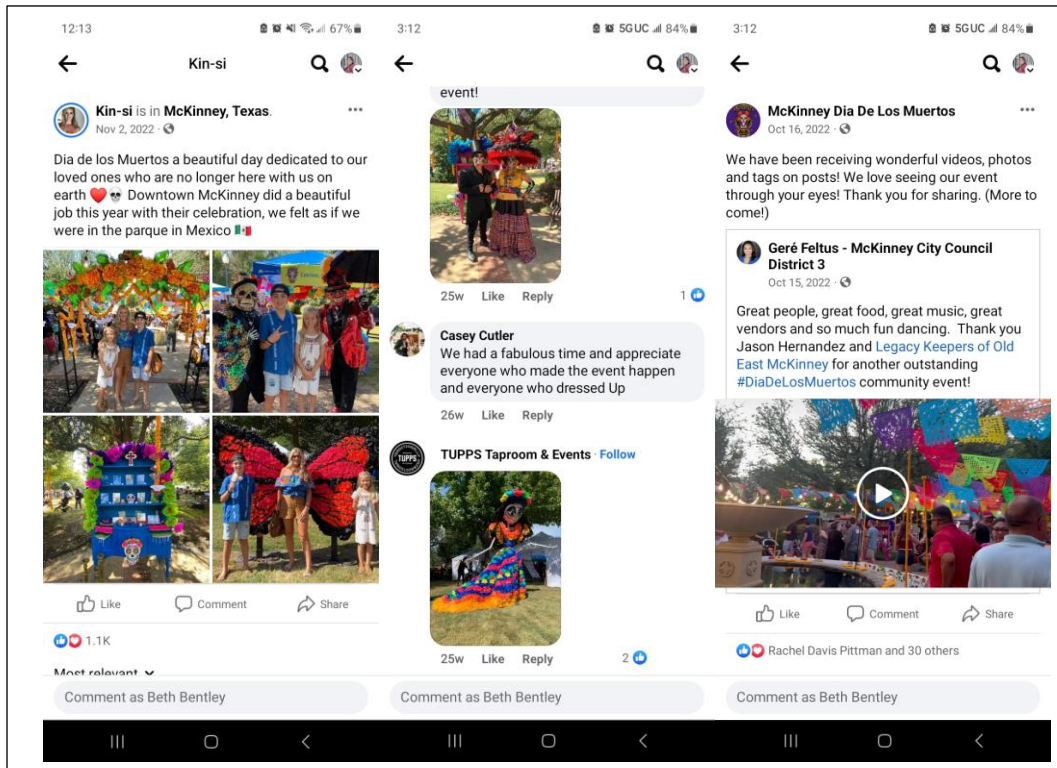 12:13
67%
Kin-si
Kin-si is in McKinney, Texas.
Nov 2, 2022
Dia de los Muertos a beautiful day dedicated to our
loved ones who are no longer here with us on
earth ❤️💀 Downtown McKinney did a beautiful
job this year with their celebration, we felt as if we
were in the parque in Mexico 🇲🇽
Like
Comment
Share
1.1K
Most relevant
Comment as Beth Bentley
3:12
5G UC
84%
event!
25w Like Reply
1
Casey Cutler
We had a fabulous time and appreciate
everyone who made the event happen
and everyone who dressed Up
26w Like Reply
TUPPS
TUPPS Taproom & Events · Follow
25w Like Reply
2
Comment as Beth Bentley
3:12
5G UC
84%
McKinney Dia De Los Muertos
Oct 16, 2022
We have been receiving wonderful videos, photos
and tags on posts! We love seeing our event
through your eyes! Thank you for sharing. (More to
come!)
Geré Feltus - McKinney City Council
District 3
Oct 15, 2022
Great people, great food, great music, great
vendors and so much fun dancing. Thank you
Jason Hernandez and Legacy Keepers of Old
East McKinney for another outstanding
#DiaDeLosMuertos community event!
Like
Comment
Share
Rachel Davis Pittman and 30 others
Comment as Beth Bentley